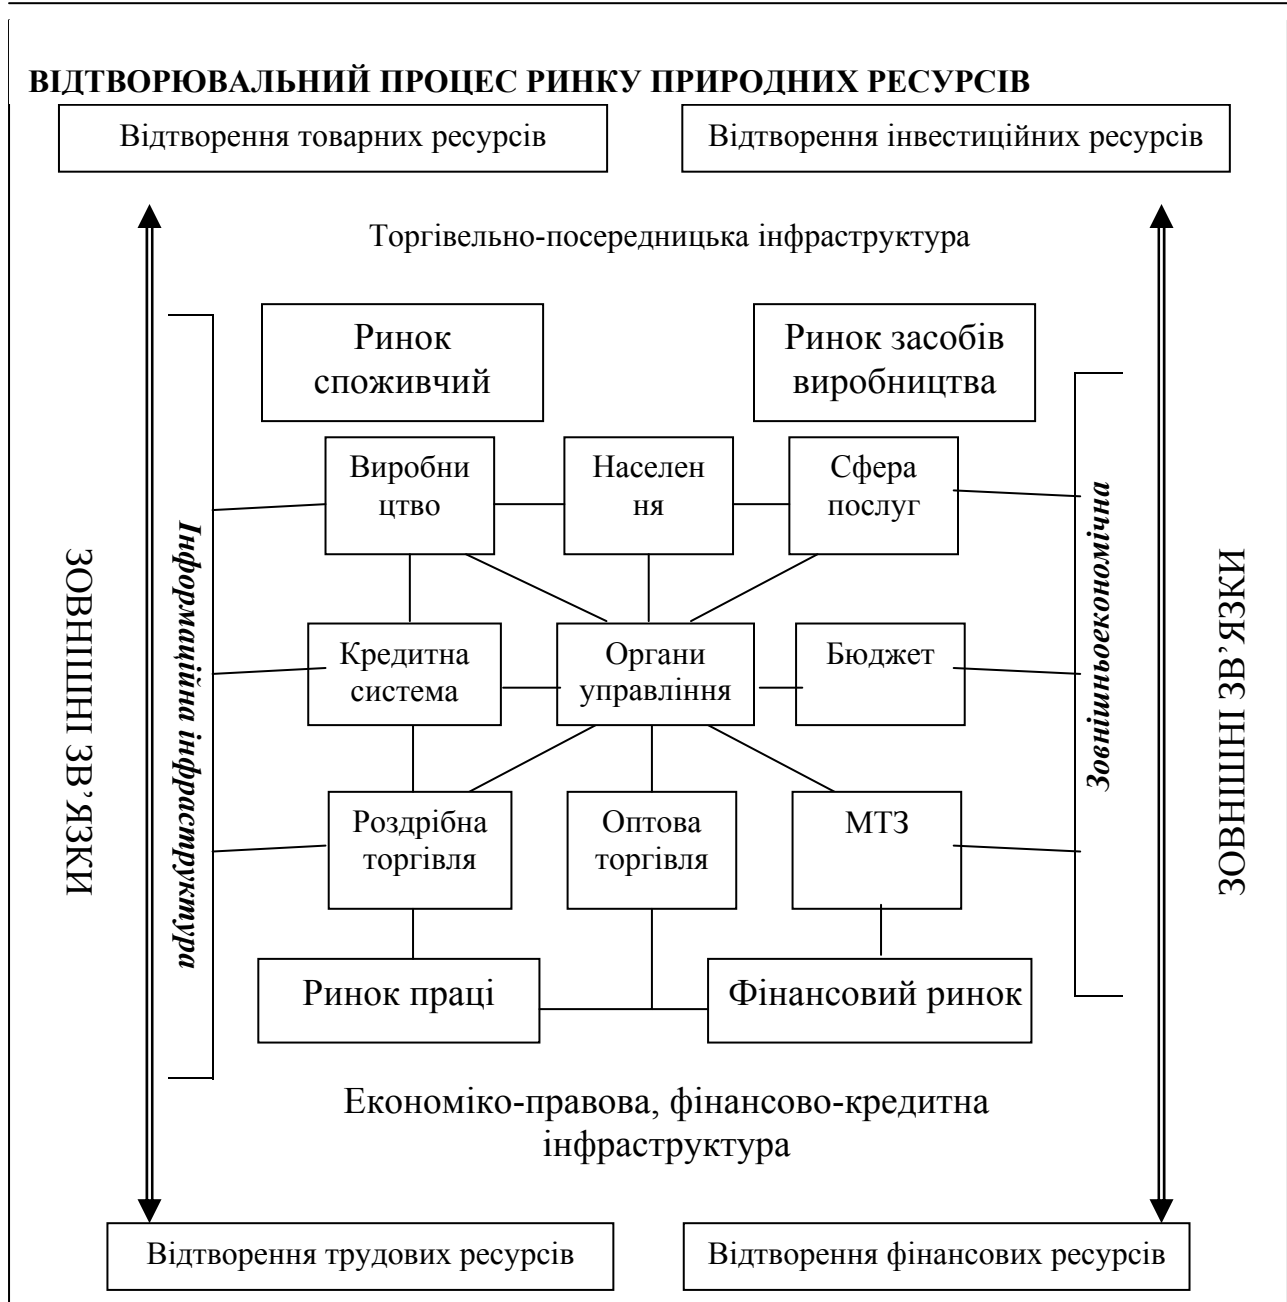 ВІДТВОРЮВАЛЬНИЙ ПРОЦЕС РИНКУ ПРИРОДНИХ РЕСУРСІВ
Відтворення товарних ресурсів
Відтворення інвестиційних ресурсів
Торгівельно-посередницька інфраструктура
Ринок
споживчий
Ринок засобів
виробництва
Виробни
цтво
Населен
ня
Сфера
послуг
ЗОВНІШНІ ЗВ’ЯЗКИ
Інформаційна інфраструктура
Зовнішньоекономічна
ЗОВНІШНІ ЗВ’ЯЗКИ
Кредитна
система
Органи
управління
Бюджет
Роздрібна
торгівля
Оптова
торгівля
МТЗ
Ринок праці
Фінансовий ринок
Економіко-правова, фінансово-кредитна
інфраструктура
Відтворення трудових ресурсів
Відтворення фінансових ресурсів